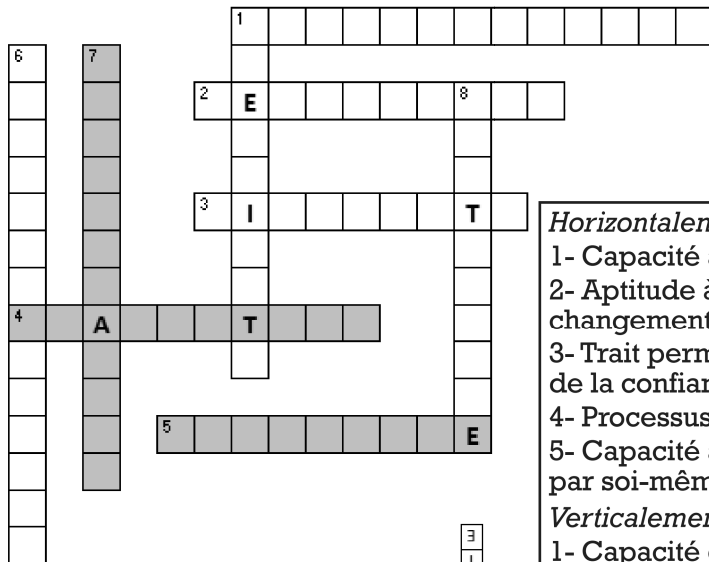 1
6
7
2
E
8
3
I
T
4
A
T
5
E
Horizontalem
1- Capacité
2- Aptitude à
changement
3- Trait perm
de la confian
4- Processus
5- Capacité
par soi-mêm
Verticalemen
1- Capacité
E